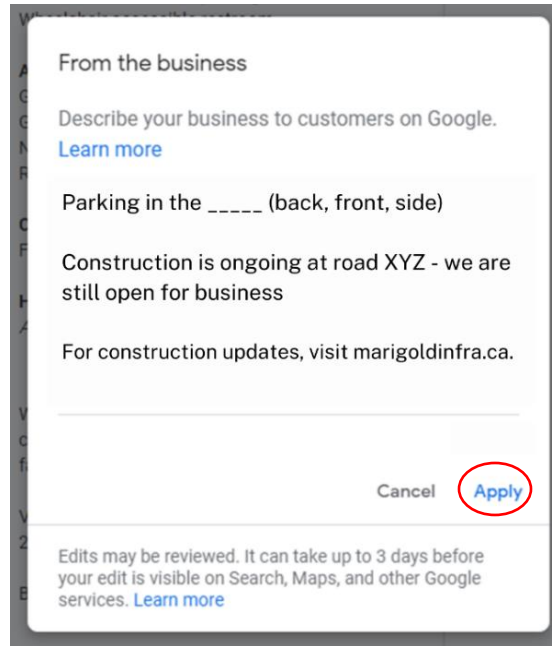 From the business
Describe your business to customers on Google.
Learn more
Parking in the _____ (back, front, side)
Construction is ongoing at road XYZ - we are
still open for business
For construction updates, visit marigoldinfra.ca.
Cancel Apply
Edits may be reviewed. It can take up to 3 days before
your edit is visible on Search, Maps, and other Google
services. Learn more